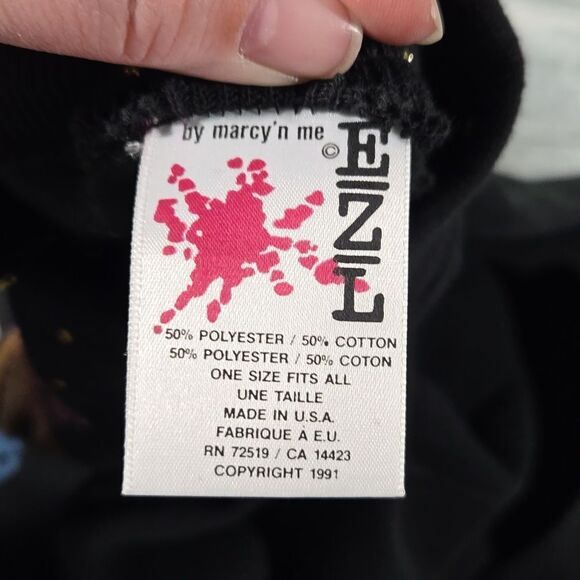 by marcy'n me
© E/Z/L
50% POLYESTER / 50% COTTON
50% POLYESTER / 50% COTON
ONE SIZE FITS ALL
UNE TAILLE
MADE IN U.S.A.
FABRIQUE À E.U.
RN 72519 / CA 14423
COPYRIGHT 1991